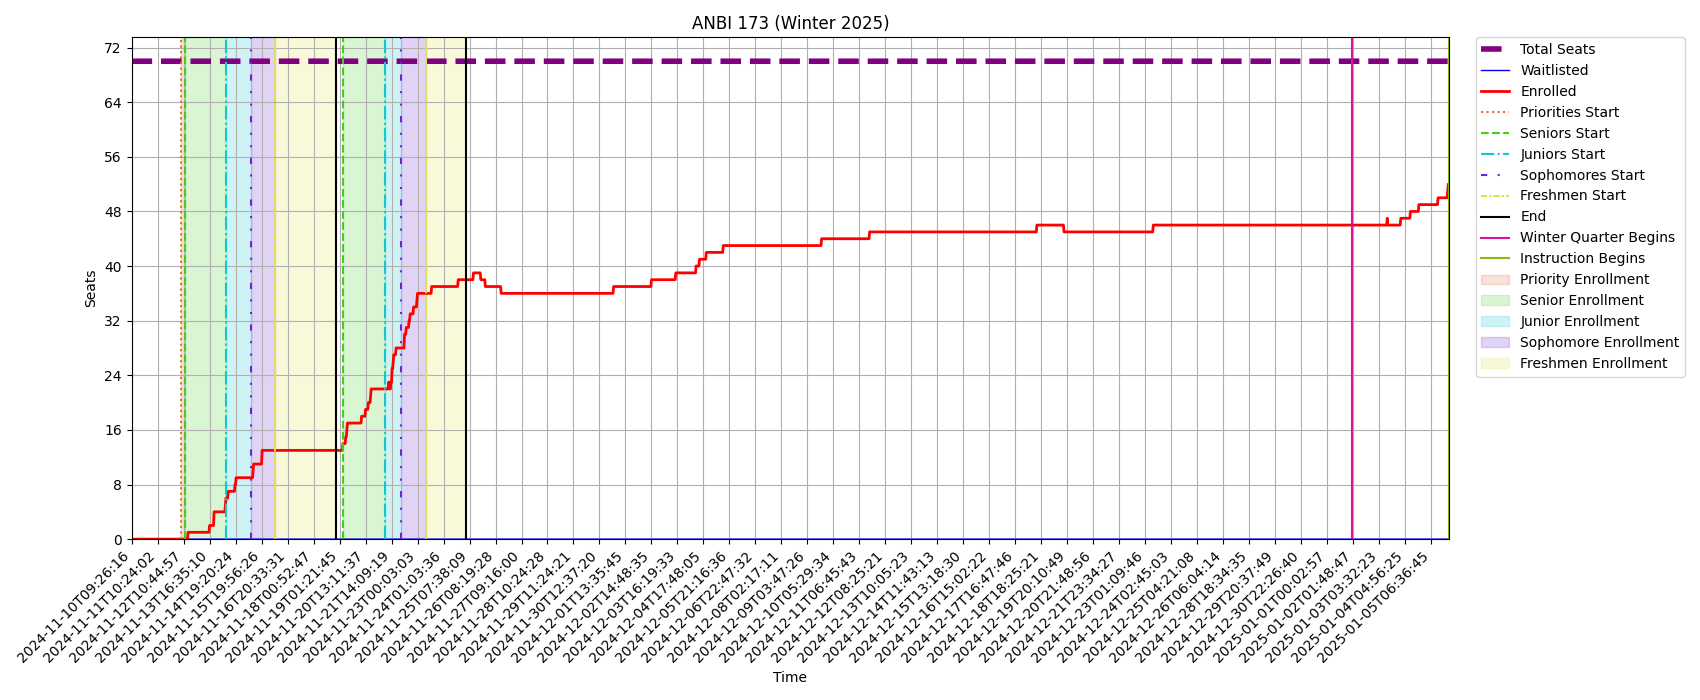 ANBI 173 (Winter 2025)
72
64
56
48
40
32
24
16
8
0
Seats
2024-11-10T09:26:16
2024-11-11T10:24:02
2024-11-12T10:44:57
2024-11-13T16:35:10
2024-11-14T19:20:24
2024-11-15T19:56:26
2024-11-16T20:33:31
2024-11-18T00:52:47
2024-11-19T01:21:45
2024-11-20T13:11:37
2024-11-21T14:09:19
2024-11-23T00:03:03
2024-11-24T01:03:36
2024-11-25T07:38:09
2024-11-26T08:19:28
2024-11-27T09:16:00
2024-11-28T10:24:28
2024-11-29T11:24:21
2024-11-30T12:37:20
2024-12-01T13:35:45
2024-12-02T14:48:35
2024-12-03T16:19:33
2024-12-04T17:48:05
2024-12-05T21:16:36
2024-12-06T22:47:32
2024-12-08T02:17:11
2024-12-09T03:47:26
2024-12-10T05:29:34
2024-12-11T06:45:43
2024-12-12T08:25:21
2024-12-13T10:05:23
2024-12-14T11:43:13
2024-12-15T13:18:30
2024-12-16T15:02:22
2024-12-17T16:47:46
2024-12-18T18:25:21
2024-12-19T20:10:49
2024-12-20T21:48:56
2024-12-21T23:34:27
2024-12-23T01:09:46
2024-12-24T02:45:03
2024-12-25T04:21:08
2024-12-26T06:04:14
2024-12-28T18:34:35
2024-12-29T20:37:49
2024-12-30T22:26:40
2025-01-01T00:02:57
2025-01-02T01:48:47
2025-01-03T03:32:23
2025-01-04T04:56:25
2025-01-05T06:36:45
Time
Total Seats
Waitlisted
Enrolled
Priorities Start
Seniors Start
Juniors Start
Sophomores Start
Freshmen Start
End
Winter Quarter Begins
Instruction Begins
Priority Enrollment
Senior Enrollment
Junior Enrollment
Sophomore Enrollment
Freshmen Enrollment